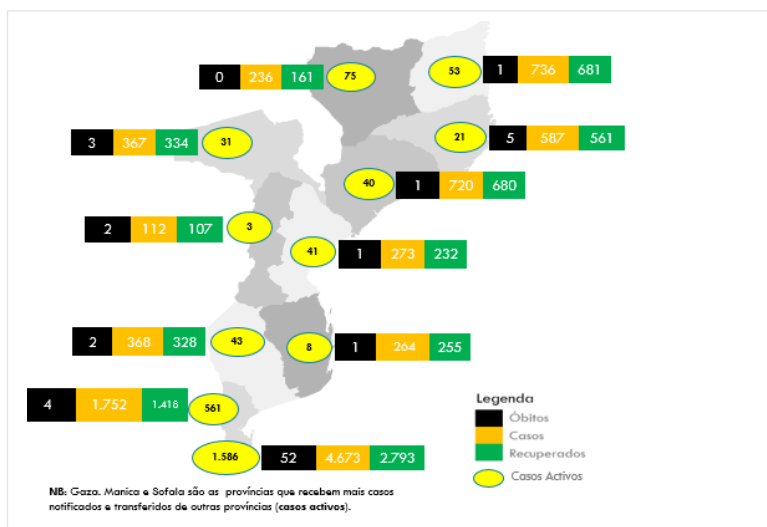 0 236 161 75
53 1 736 681
3 367 334 31
21 5 587 561
40 1 720 680
2 112 107 3
41 1 273 232
2 368 328 43
8 1 264 255
4 1.752 1.418 561
1.586 52 4.673 2.793
Legenda
Óbitos
Casos
Recuperados
Casos Activos
NB: Gaza. Manica e Sofala são as províncias que recebem mais casos
notificados e transferidos de outras províncias (casos activos).